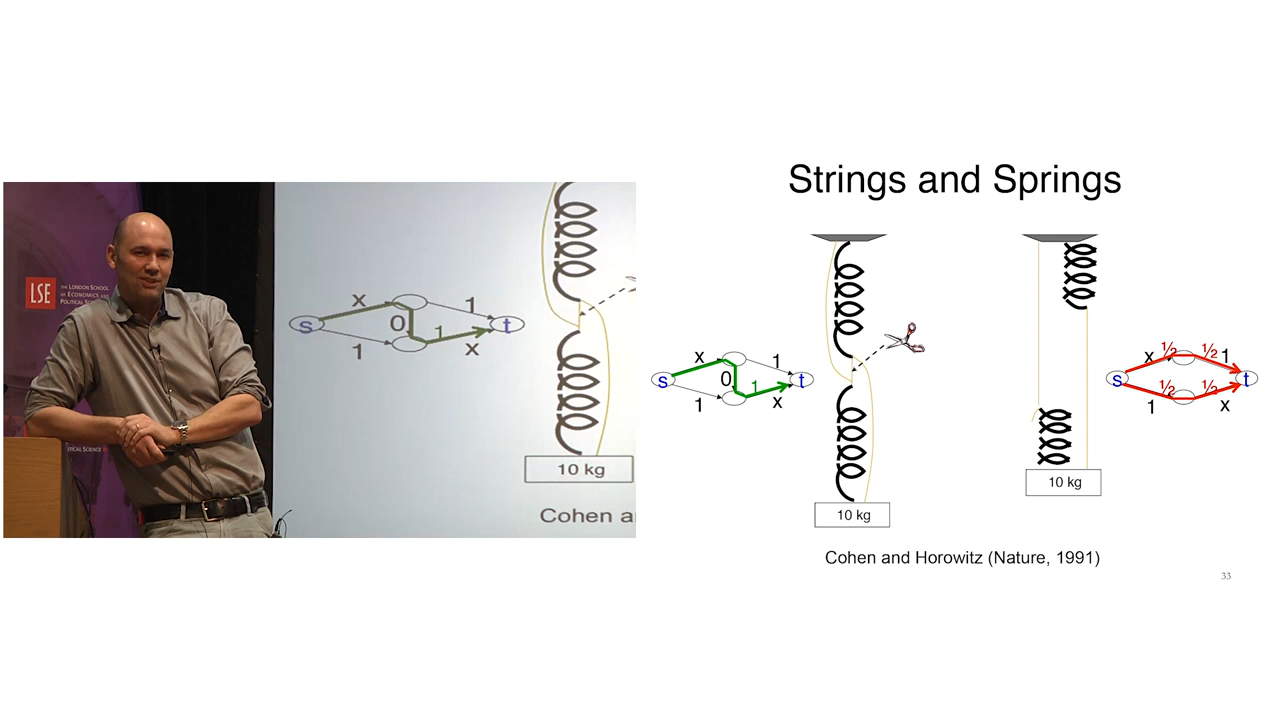 LSE THE LONDON SCHOOL
OF ECONOMICS AND
POLITICAL SCIENCE
ITICAL SCIENCE
x
1
s
0
1
t
1
x
10 kg
Cohen a
Strings and Springs
x
1
s
0
1
t
1
x
10 kg
x
½
½
1
s
t
½
½
1
x
10 kg
Cohen and Horowitz (Nature, 1991)
33